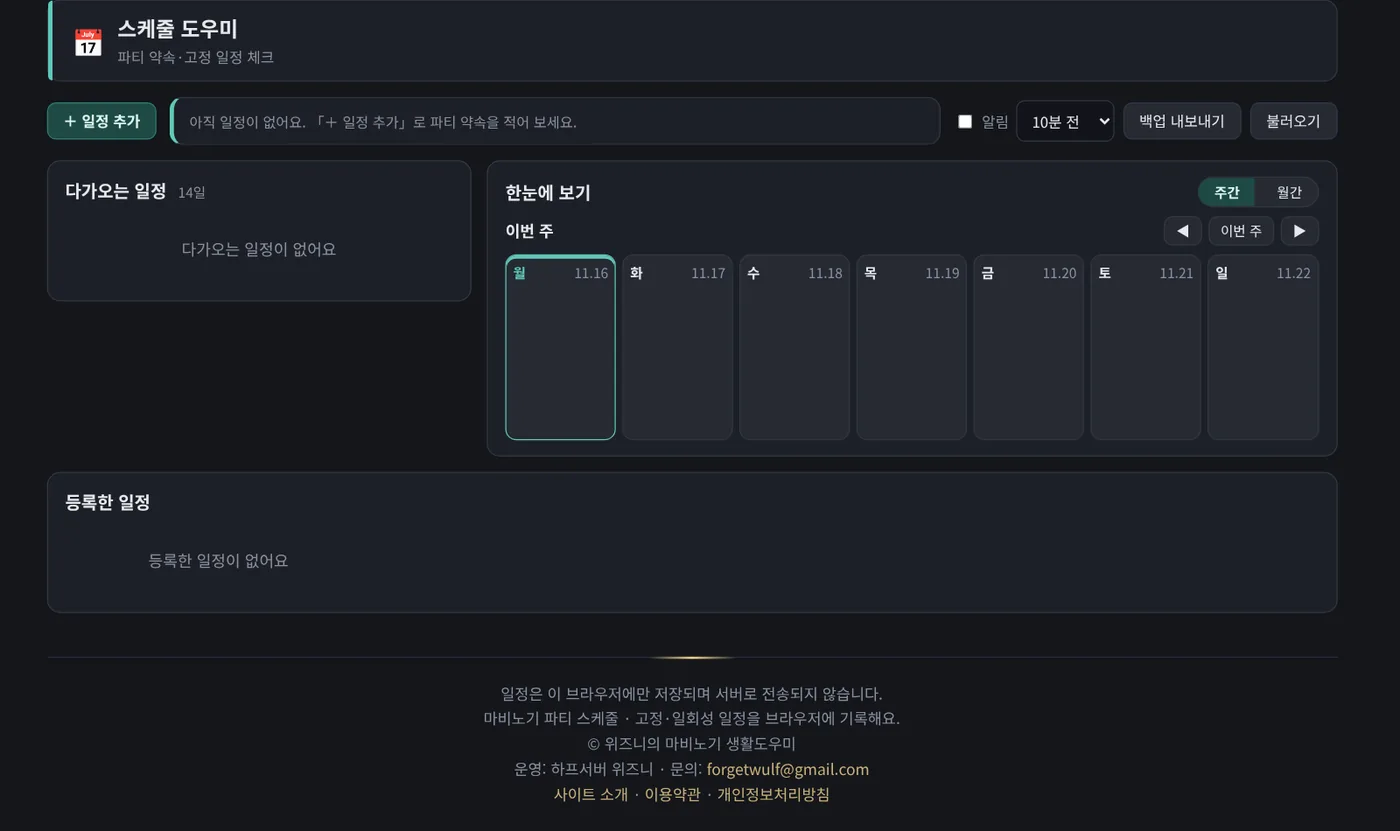 July
17
스케줄 도우미
파티 약속·고정 일정 체크
+ 일정 추가
아직 일정이 없어요. 「+ 일정 추가」로 파티 약속을 적어 보세요.
알림
10분 전
백업 내보내기
불러오기
다가오는 일정 14일
다가오는 일정이 없어요
한눈에 보기
주간
월간
이번 주
◀ 이번 주 ▶
월 11.16
화 11.17
수 11.18
목 11.19
금 11.20
토 11.21
일 11.22
등록한 일정
등록한 일정이 없어요
일정은 이 브라우저에만 저장되며 서버로 전송되지 않습니다.
마비노기 파티 스케줄 · 고정·일회성 일정을 브라우저에 기록해요.
© 위즈니의 마비노기 생활도우미
운영: 하프서버 위즈니 · 문의: forgetwulf@gmail.com
사이트 소개 · 이용약관 · 개인정보처리방침